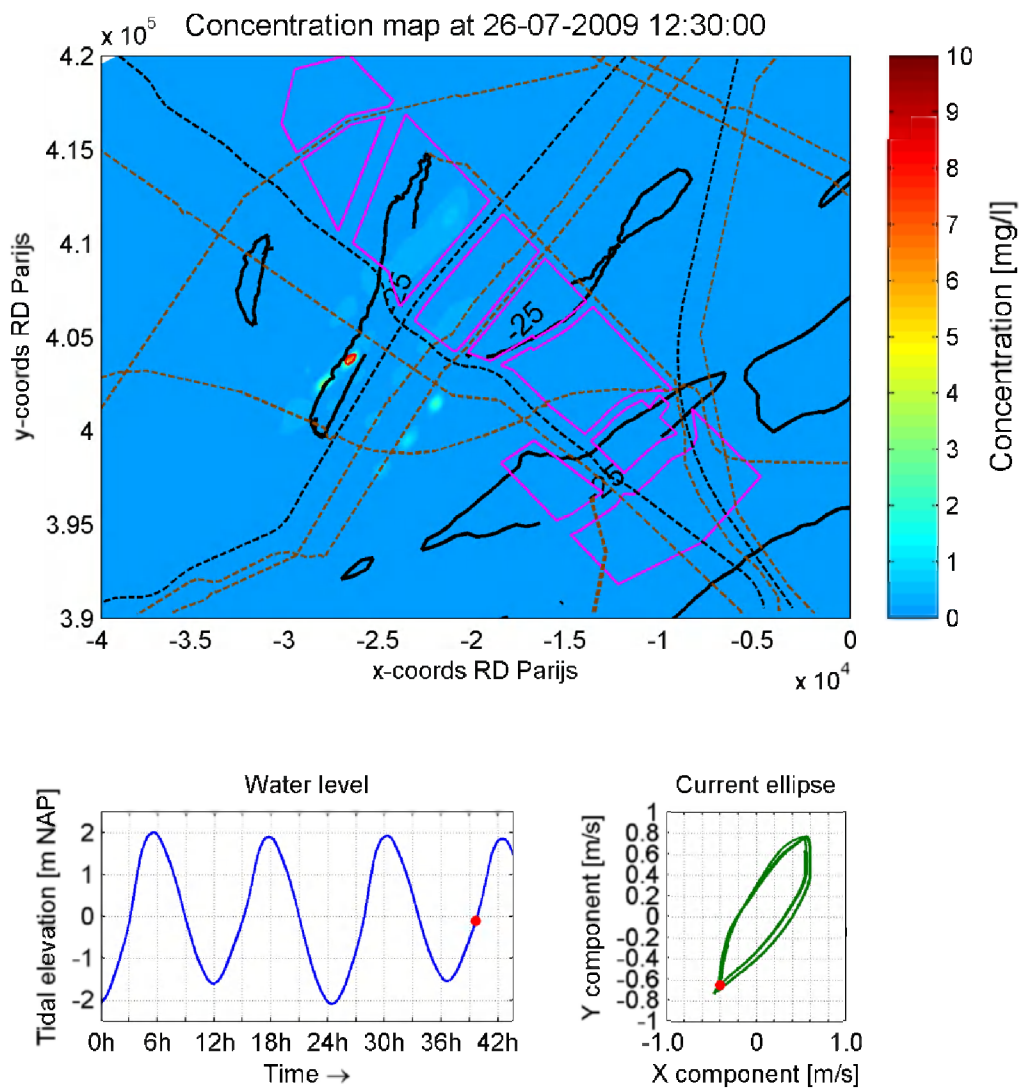 x 10⁵ Concentration map at 26-07-2009 12:30:00
4.2
4.15
4.1
4.05
4
3.95
3.9
y-coords RD Parijs
-25
-25
-25
-4 -3.5 -3 -2.5 -2 -1.5 -1 -0.5 0
x-coords RD Parijs
x 10⁴
10
9
8
7
6
5
4
3
2
1
0
Concentration [mg/l]
Water level
Tidal elevation [m NAP]
2
1
0
-1
-2
0h 6h 12h 18h 24h 30h 36h 42h
Time →
Current ellipse
Y component [m/s]
1
0.8
0.6
0.4
0.2
0
-0.2
-0.4
-0.6
-0.8
-1
-1.0 0 1.0
X component [m/s]